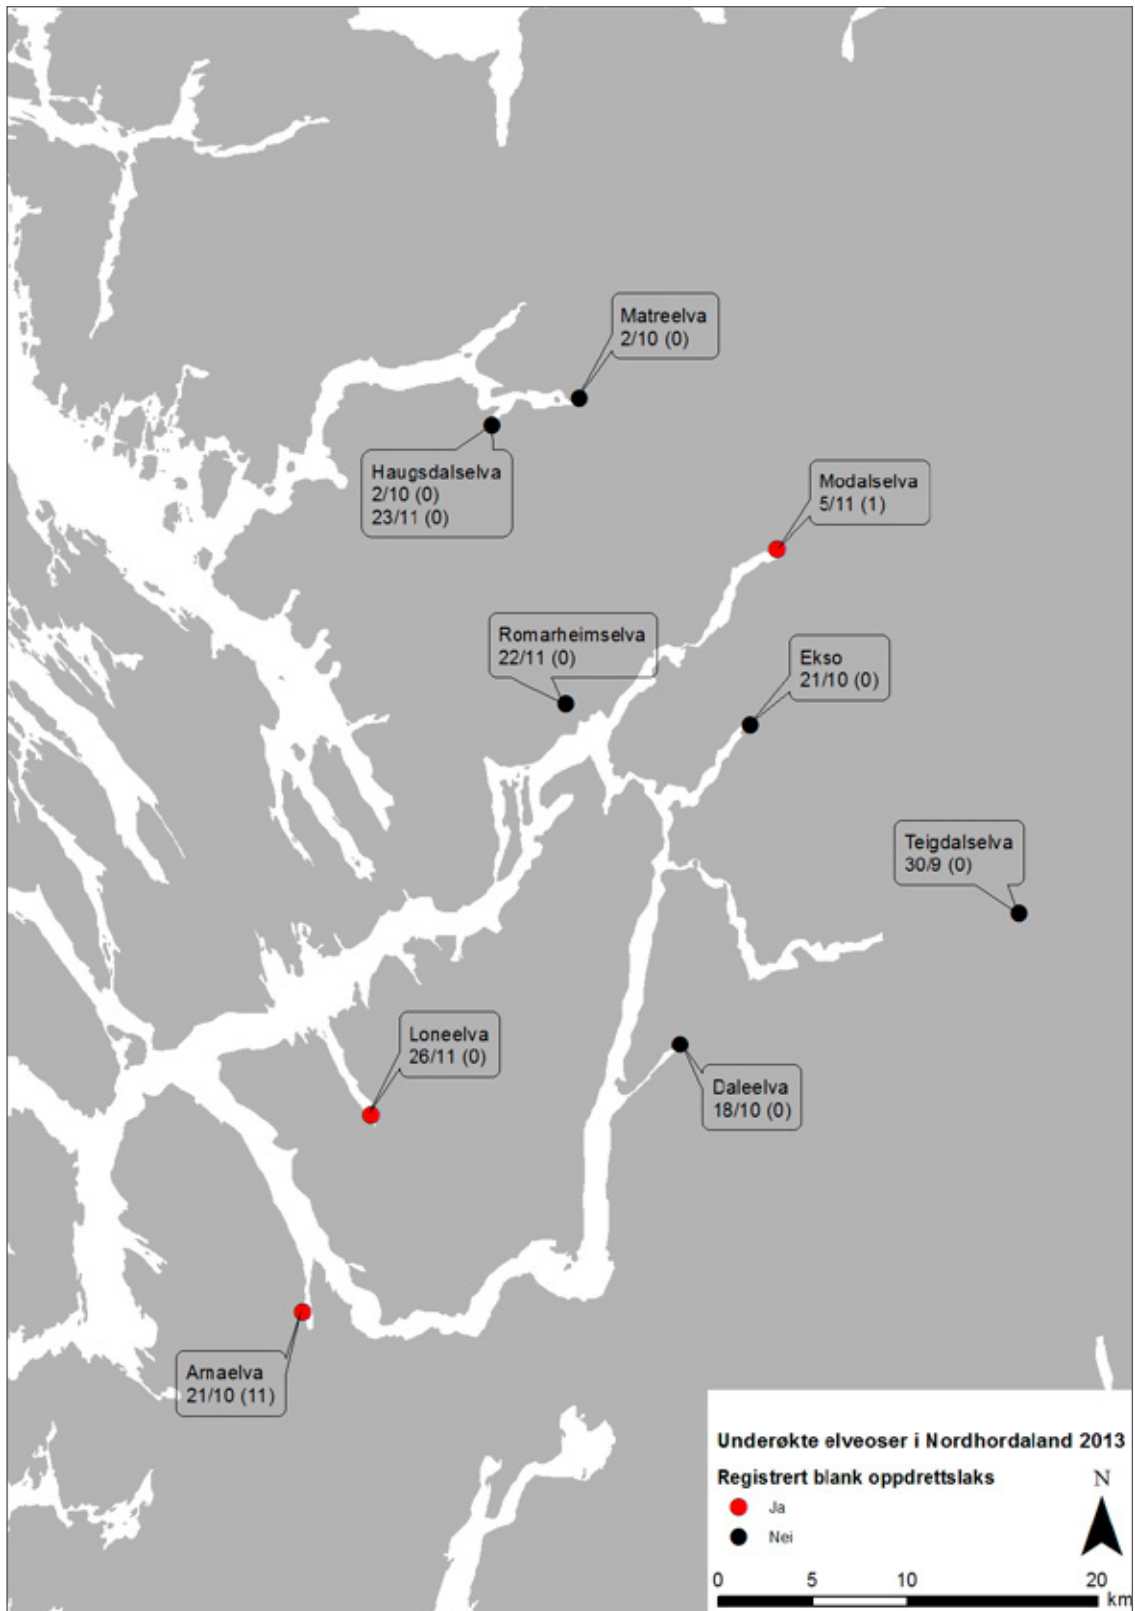 Matreelva
2/10 (0)
Haugsdalselva
2/10 (0)
23/11 (0)
Modalselva
5/11 (1)
Romarheimselva
22/11 (0)
Ekso
21/10 (0)
Teigdalselva
30/9 (0)
Loneelva
26/11 (0)
Daleelva
18/10 (0)
Arnaelva
21/10 (11)
Underøkte elveoser i Nordhordaland 2013
Registrert blank oppdrettslaks
N
Ja
Nei
0 5 10 20
km